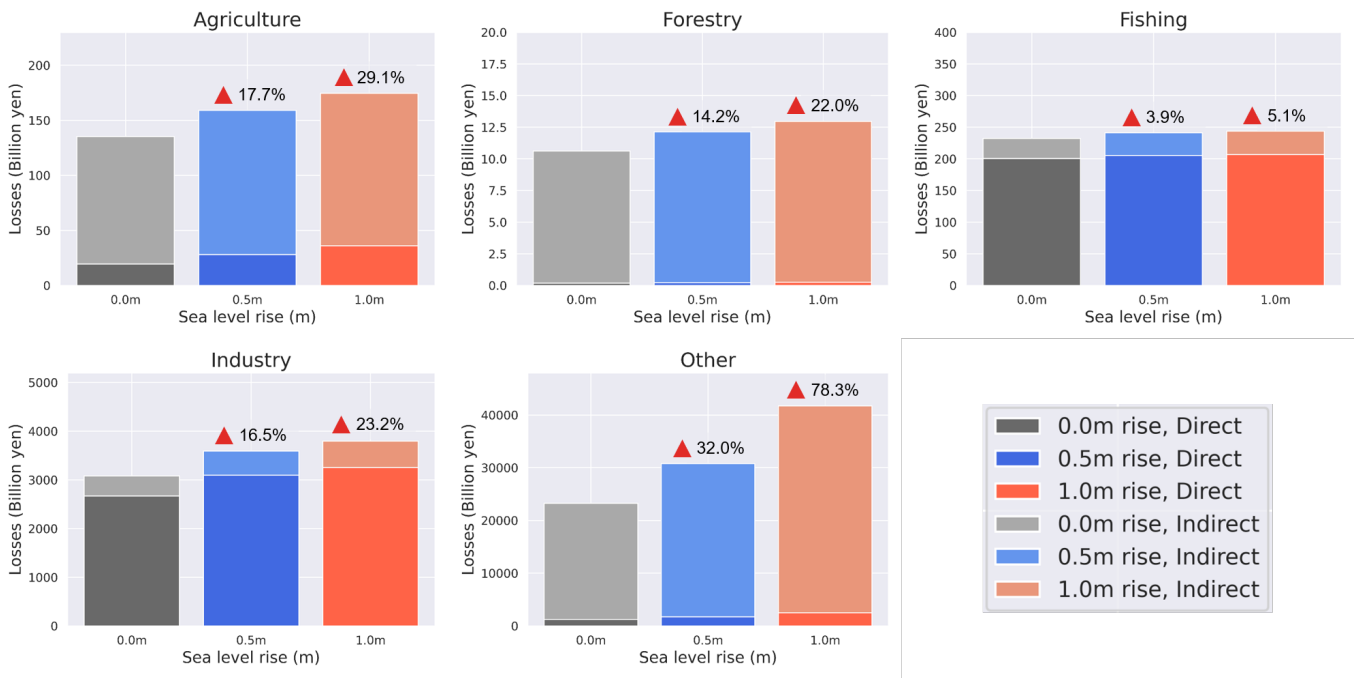 Agriculture
Losses (Billion yen)
200
150
100
50
0
17.7%
29.1%
0.0m 0.5m 1.0m
Sea level rise (m)
Forestry
Losses (Billion yen)
20.0
17.5
15.0
12.5
10.0
7.5
5.0
2.5
0.0
14.2%
22.0%
0.0m 0.5m 1.0m
Sea level rise (m)
Fishing
Losses (Billion yen)
400
350
300
250
200
150
100
50
0
3.9%
5.1%
0.0m 0.5m 1.0m
Sea level rise (m)
Industry
Losses (Billion yen)
5000
4000
3000
2000
1000
0
16.5%
23.2%
0.0m 0.5m 1.0m
Sea level rise (m)
Other
Losses (Billion yen)
40000
30000
20000
10000
0
32.0%
78.3%
0.0m 0.5m 1.0m
Sea level rise (m)
0.0m rise, Direct
0.5m rise, Direct
1.0m rise, Direct
0.0m rise, Indirect
0.5m rise, Indirect
1.0m rise, Indirect